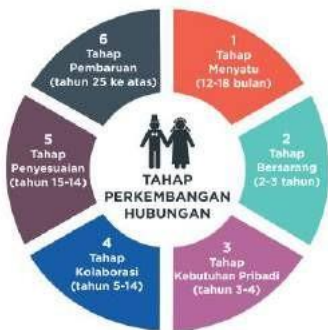 TAHAP
PERKEMBANGAN
HUBUNGAN
1
Tahap
Menyatu
(12-18 bulan)
2
Tahap
Bersarang
(2-3 tahun)
3
Tahap
Kebutuhan Pribadi
(tahun 3-4)
4
Tahap
Kolaborasi
(tahun 5-14)
5
Tahap
Penyesuaian
(tahun 15-14)
6
Tahap
Pembaruan
(tahun 25 ke atas)